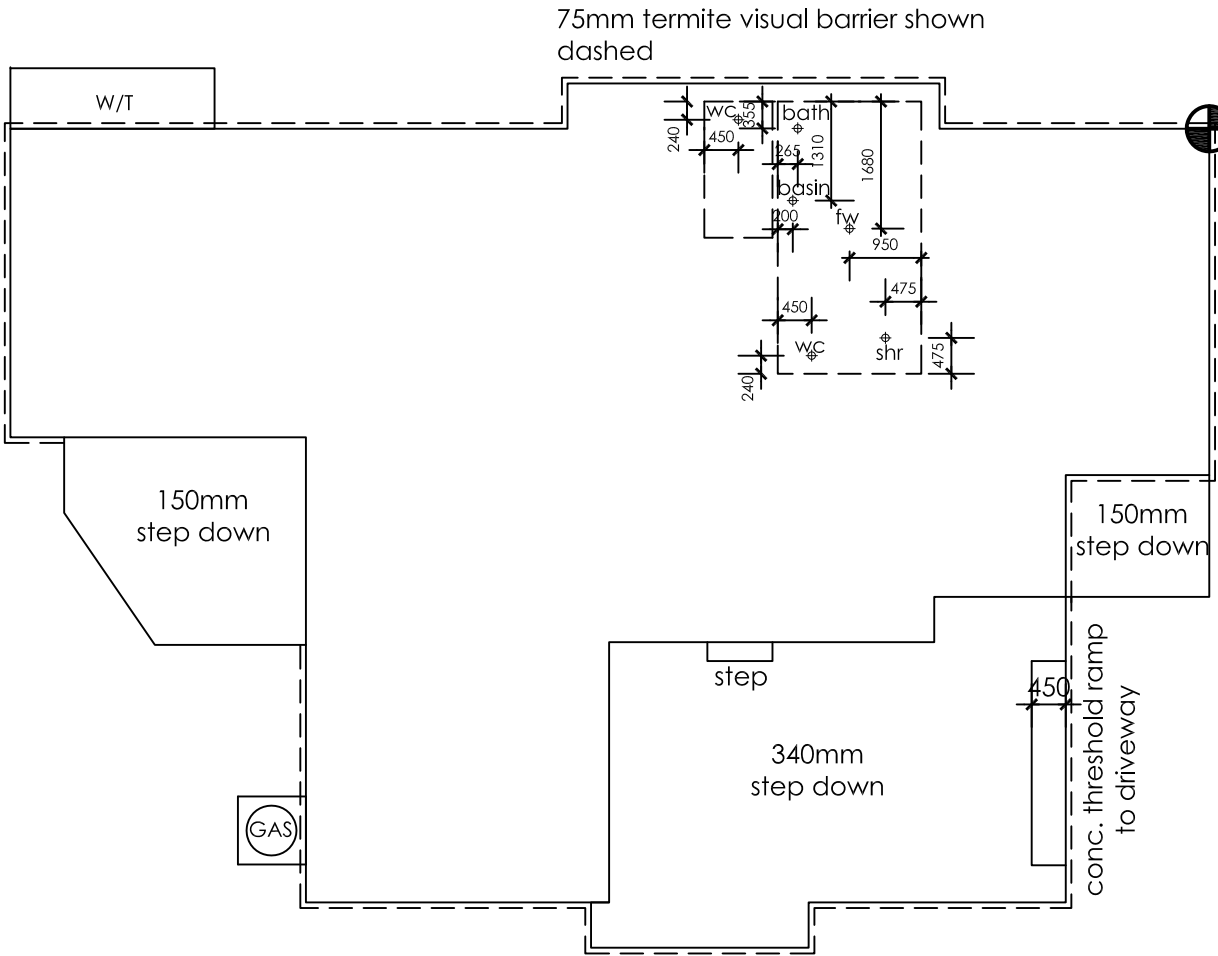 75mm termite visual barrier shown
dashed
W/T
wc
355
bath
240
450
265
1310
1680
basin
200
fw
950
475
450
wc
shr
240
475
150mm
step down
150mm
step down
step
450
conc. threshold ramp
to driveway
340mm
step down
GAS